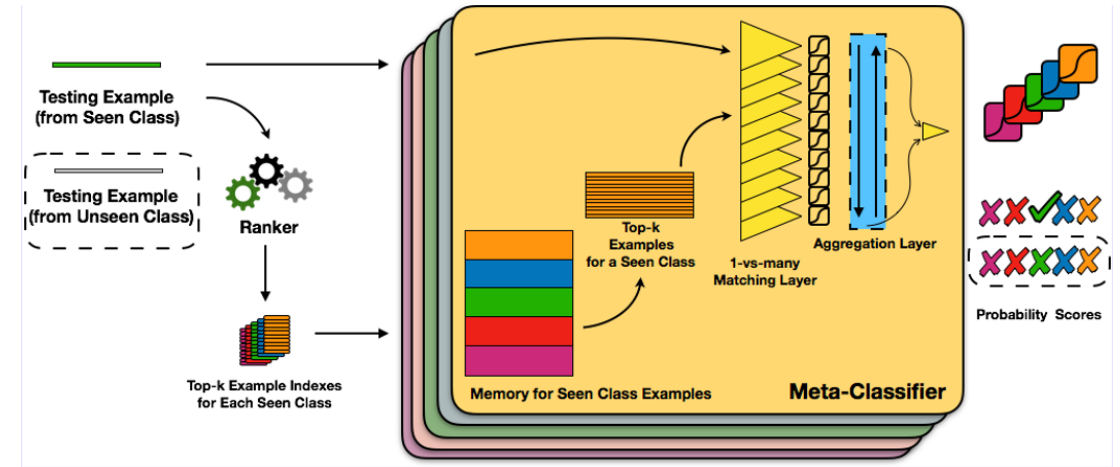 Testing Example
(from Seen Class)
Testing Example
(from Unseen Class)
Ranker
Top-k Example Indexes
for Each Seen Class
Memory for Seen Class Examples
Top-k
Examples
for a Seen Class
1-vs-many
Matching Layer
Aggregation Layer
Meta-Classifier
Probability Scores